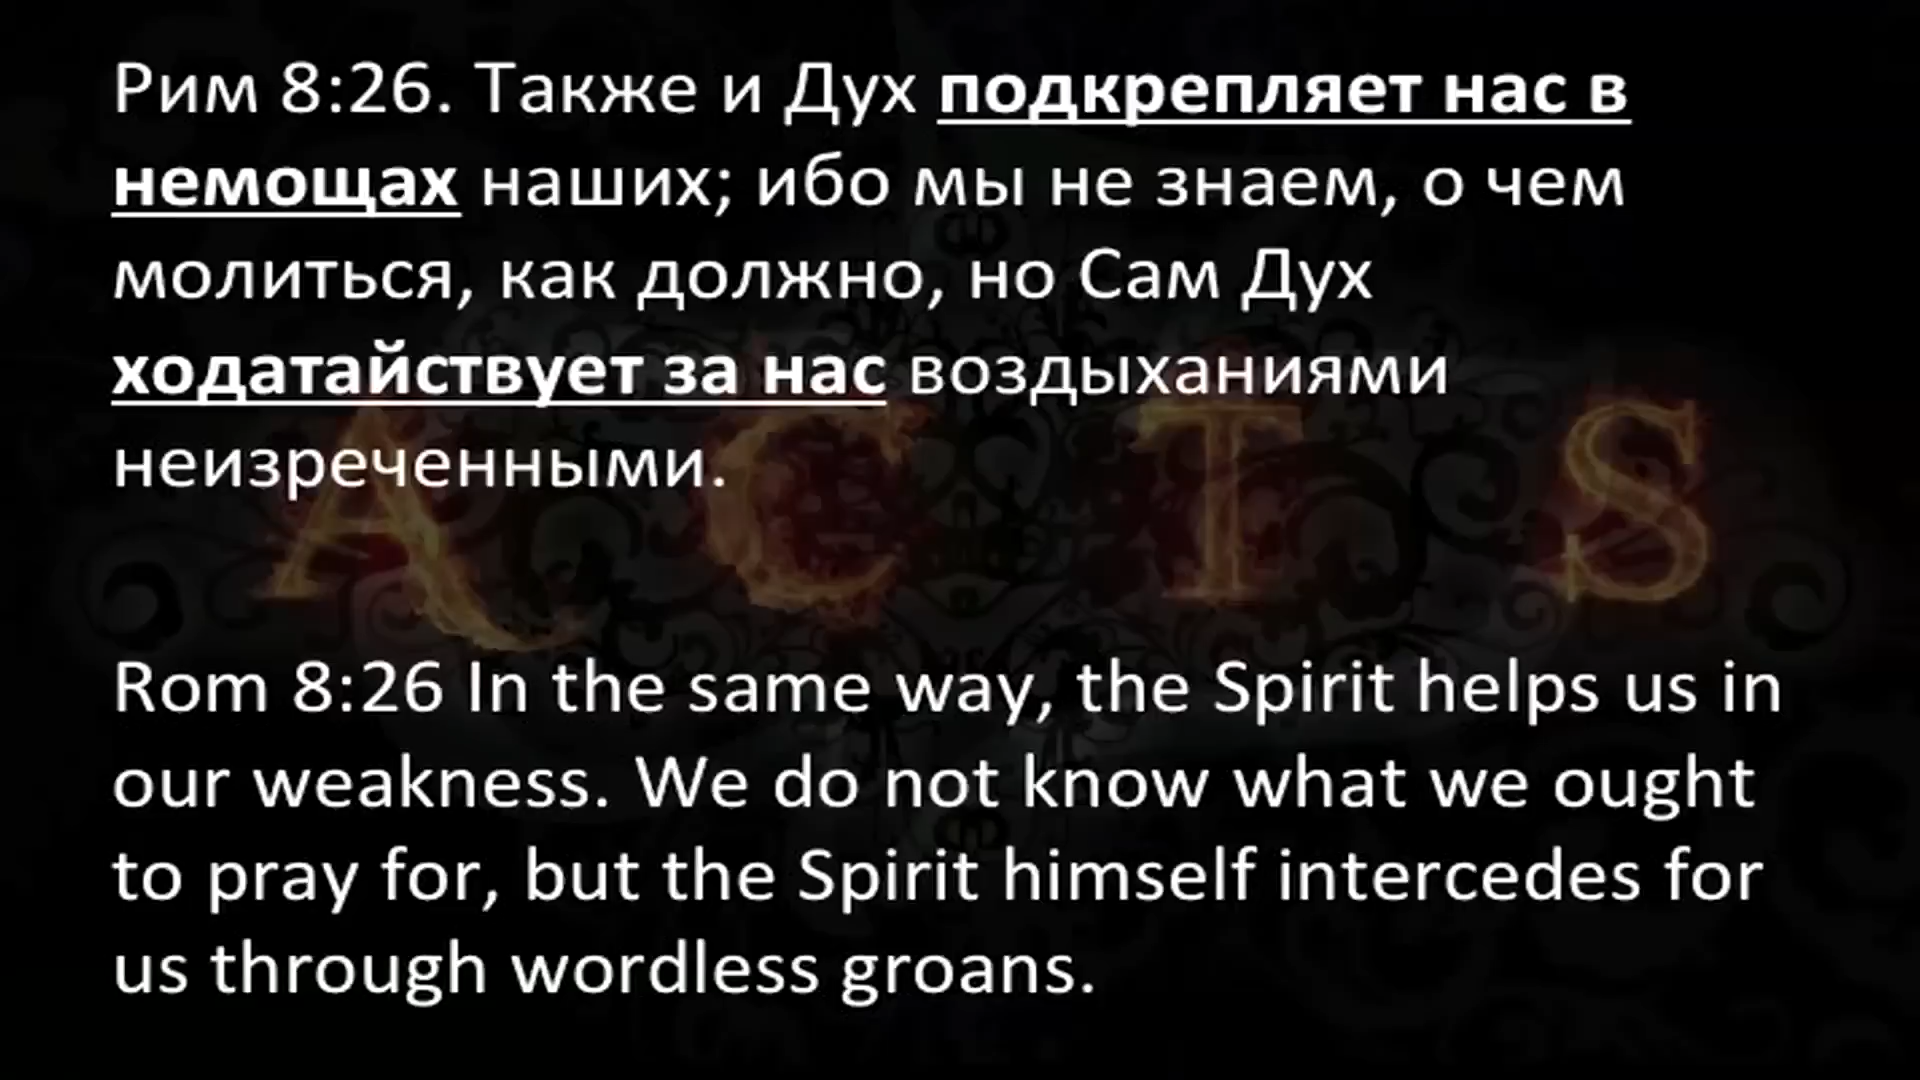 Рим 8:26. Также и Дух подкрепляет нас в
немощах наших; ибо мы не знаем, о чем
молиться, как должно, но Сам Дух
ходатайствует за нас воздыханиями
неизреченными.
ACTS
Rom 8:26 In the same way, the Spirit helps us in
our weakness. We do not know what we ought
to pray for, but the Spirit himself intercedes for
us through wordless groans.